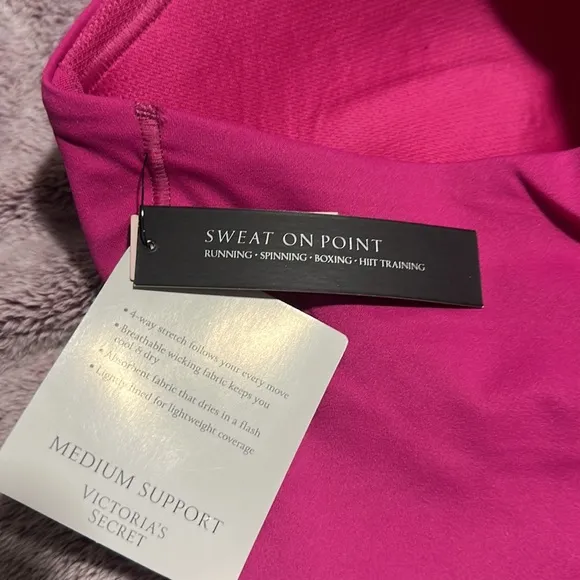 SWEAT ON POINT
RUNNING • SPINNING • BOXING • HIIT TRAINING
• 4-way stretch follows your every move
• Breathable wicking fabric keeps you
cool & dry
• Absorbent fabric that dries in a flash
• Lightly lined for lightweight coverage
MEDIUM SUPPORT
VICTORIA'S
SECRET